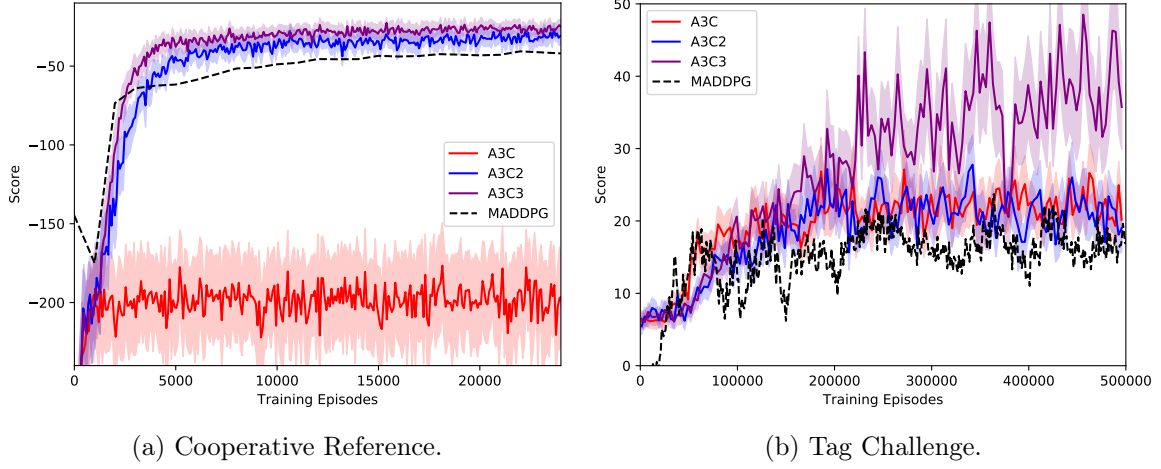 −50
−100
−150
−200
Score
0
5000
10000
15000
20000
Training Episodes
A3C
A3C2
A3C3
MADDPG
(a) Cooperative Reference.
50
40
30
20
10
0
Score
0
100000
200000
300000
400000
500000
Training Episodes
A3C
A3C2
A3C3
MADDPG
(b) Tag Challenge.